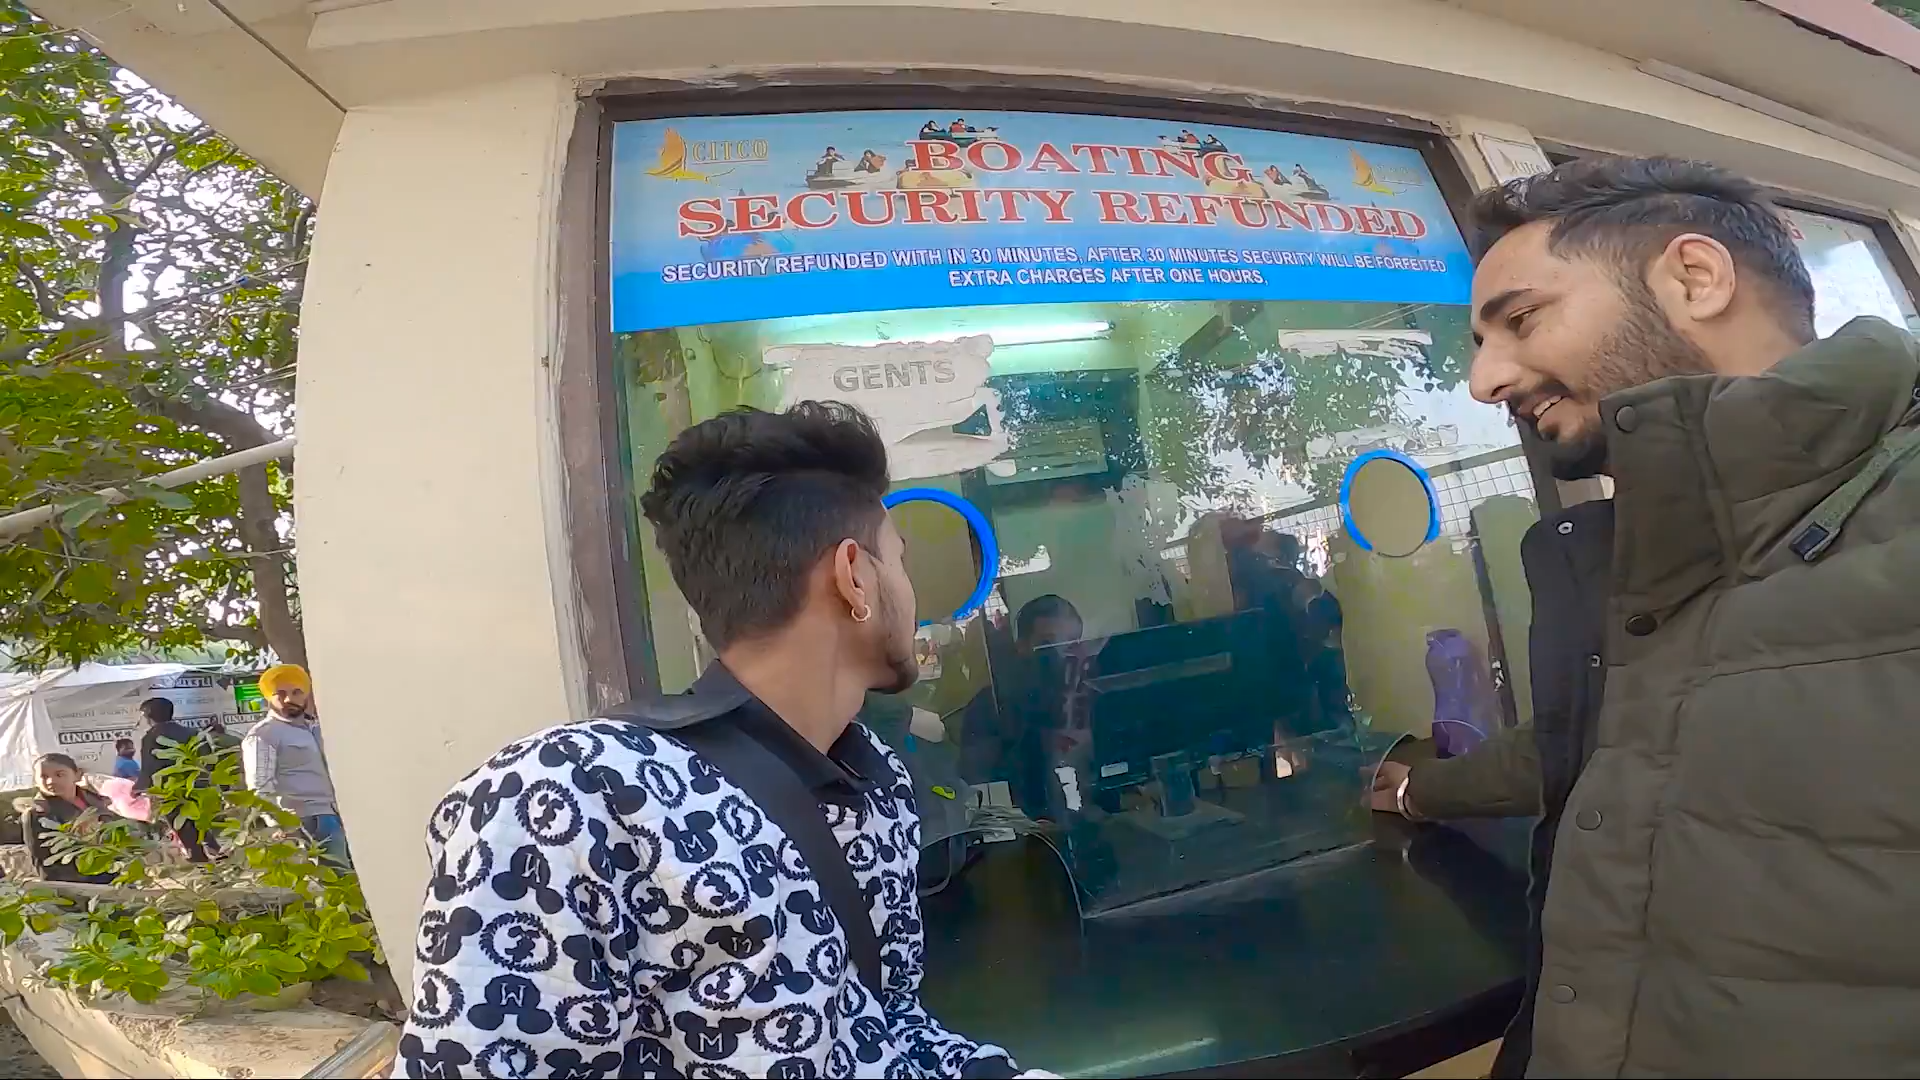 CITCO
BOATING
SECURITY REFUNDED
SECURITY REFUNDED WITH IN 30 MINUTES, AFTER 30 MINUTES SECURITY WILL BE FORFEITED
EXTRA CHARGES AFTER ONE HOURS,
GENTS